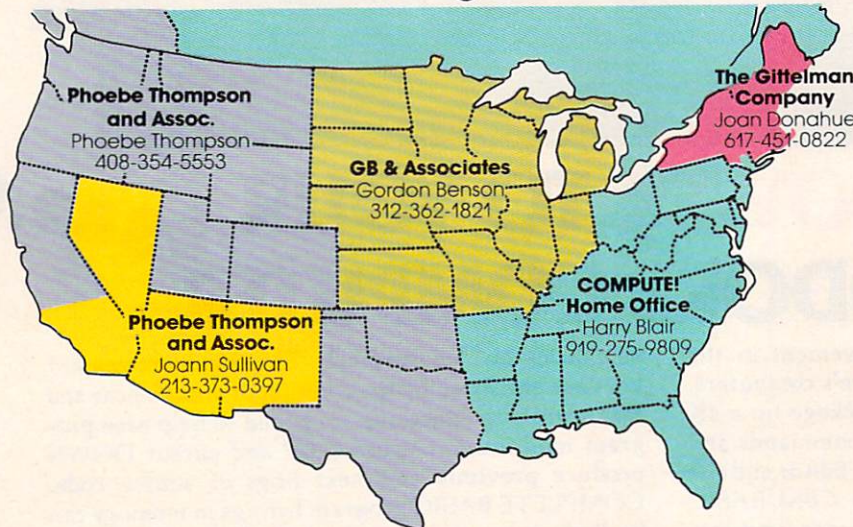 Phoebe Thompson
and Assoc.
Phoebe Thompson
408-354-5553
The Gittelman
Company
Joan Donahue
617-451-0822
GB & Associates
Gordon Benson
312-362-1821
COMPUTE!
Home Office
Harry Blair
919-275-9809
Phoebe Thompson
and Assoc.
Joann Sullivan
213-373-0397